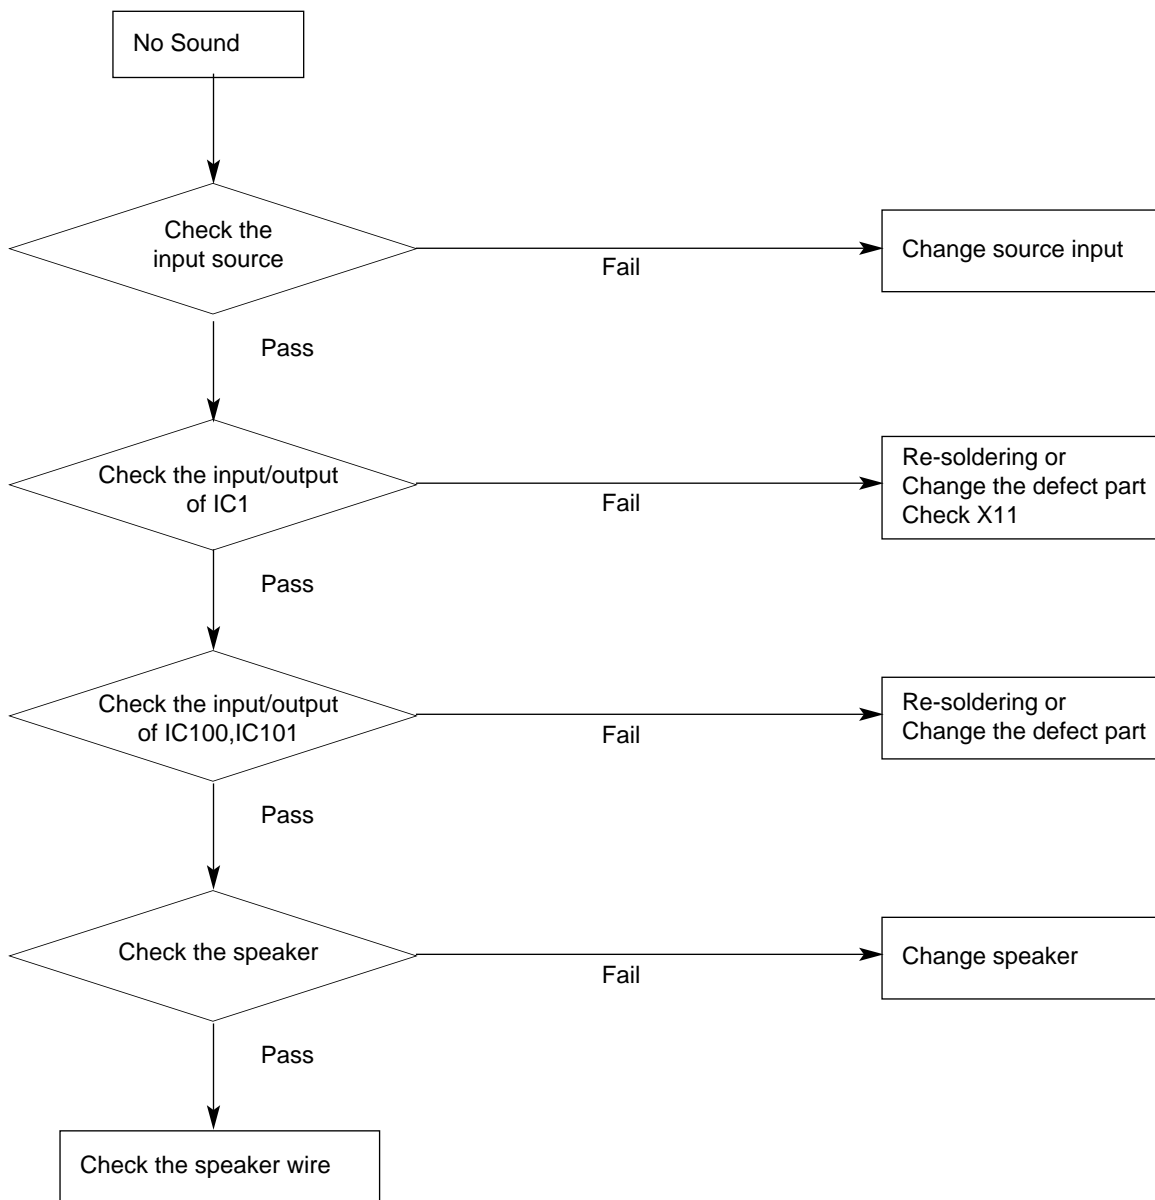 No Sound
Check the
input source
Fail
Change source input
Pass
Check the input/output
of IC1
Fail
Re-soldering or
Change the defect part
Check X11
Pass
Check the input/output
of IC100,IC101
Fail
Re-soldering or
Change the defect part
Pass
Check the speaker
Fail
Change speaker
Pass
Check the speaker wire